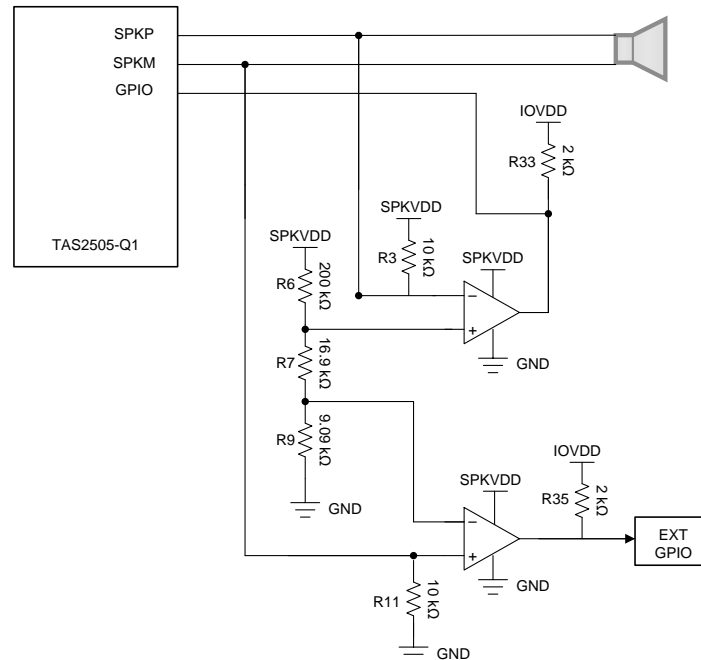 SPKP
SPKM
GPIO
TAS2505-Q1
IOVDD
R33
2 kΩ
SPKVDD
R3
10 kΩ
SPKVDD
R6
200 kΩ
SPKVDD
−
+
GND
R7
16.9 kΩ
R9
9.09 kΩ
GND
IOVDD
R35
2 kΩ
SPKVDD
−
+
GND
EXT
GPIO
R11
10 kΩ
GND